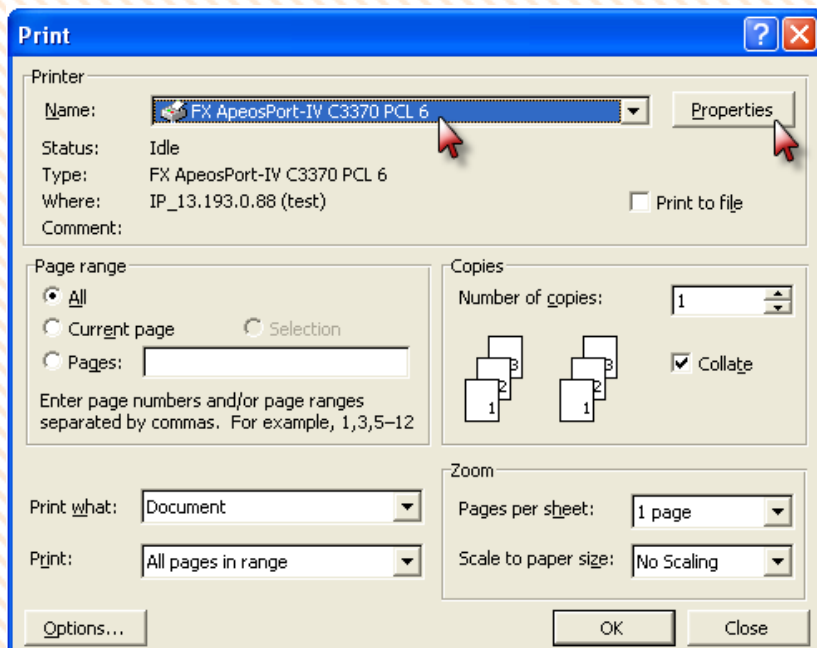 Print
Printer
Name: FX ApeosPort-IV C3370 PCL 6 Properties
Status: Idle
Type: FX ApeosPort-IV C3370 PCL 6
Where: IP_13.193.0.88 (test) Print to file
Comment:
Page range
All
Current page Selection
Pages:
Enter page numbers and/or page ranges
separated by commas. For example, 1,3,5–12
Copies
Number of copies: 1
1 2 3 1 2 3 Collate
Print what: Document
Print: All pages in range
Zoom
Pages per sheet: 1 page
Scale to paper size: No Scaling
Options... OK Close